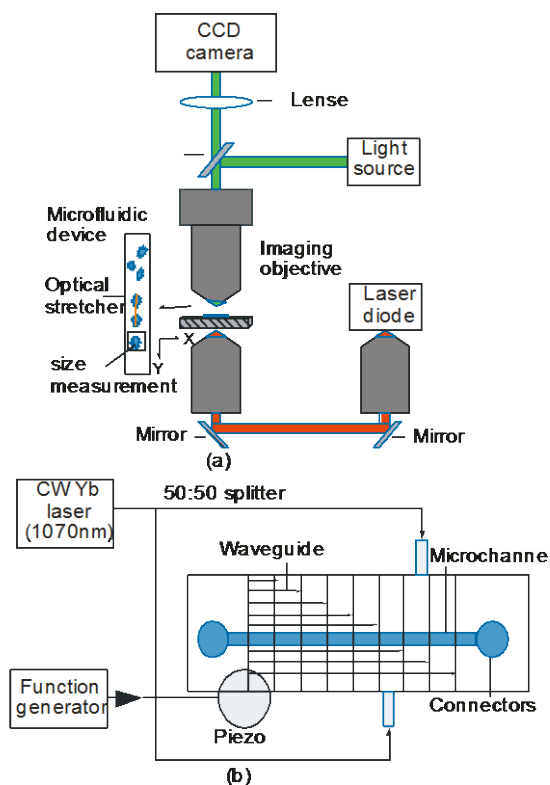 CCD
camera
Lense
Light
source
Microfluidic
device
Imaging
objective
Optical
stretcher
Laser
diode
X
size
Y
measurement
Mirror
Mirror
(a)
CW Yb
laser
(1070nm)
50:50 splitter
Waveguide
Microchanne
Function
generator
Connectors
Piezo
(b)